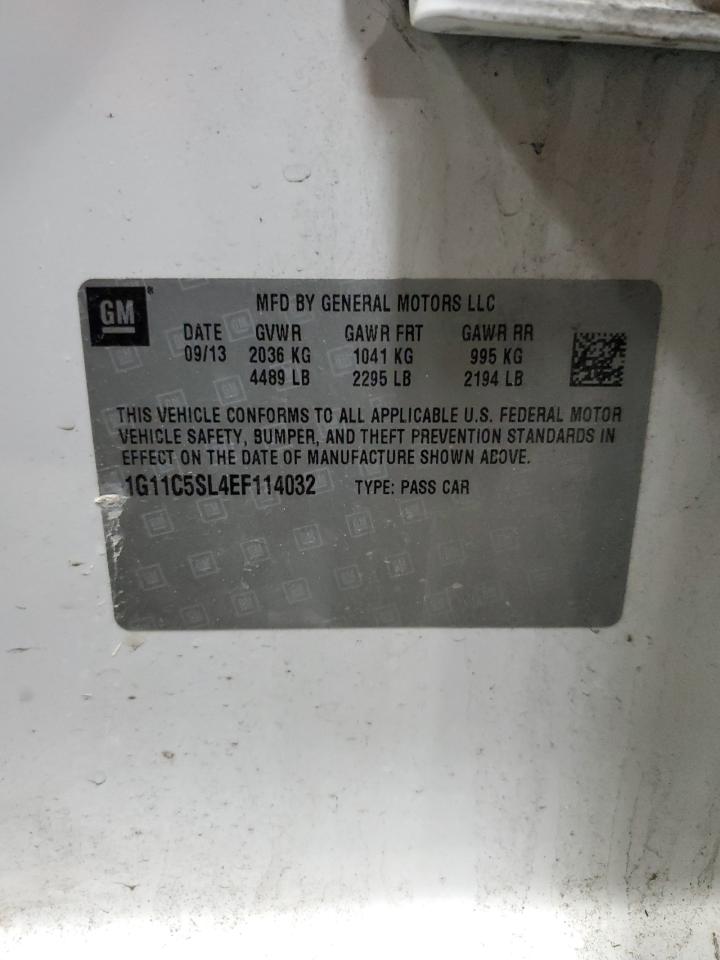 GM ®
MFD BY GENERAL MOTORS LLC
DATE GVWR GAWR FRT GAWR RR
09/13 2036 KG 1041 KG 995 KG
4489 LB 2295 LB 2194 LB
THIS VEHICLE CONFORMS TO ALL APPLICABLE U.S. FEDERAL MOTOR
VEHICLE SAFETY, BUMPER, AND THEFT PREVENTION STANDARDS IN
EFFECT ON THE DATE OF MANUFACTURE SHOWN ABOVE.
1G11C5SL4EF114032 TYPE: PASS CAR